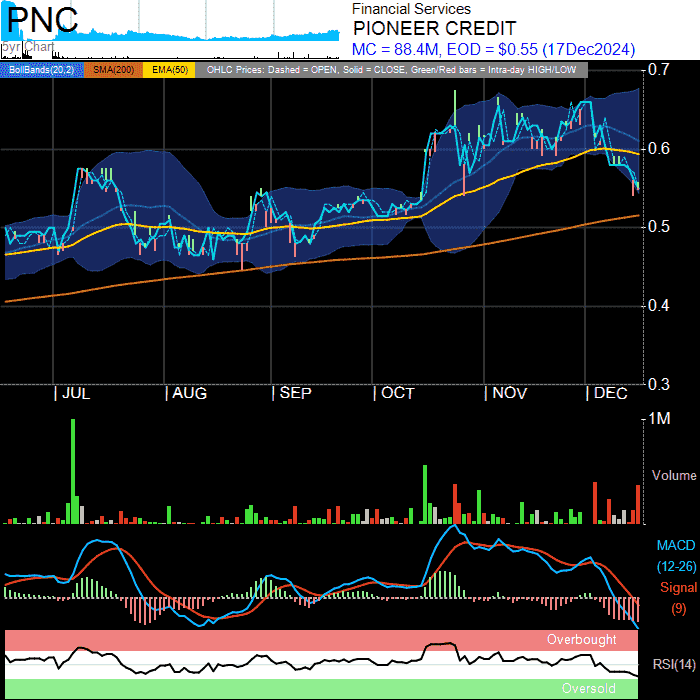 PNC
5yr Chart
Financial Services
PIONEER CREDIT
MC = 88.4M, EOD = $0.55 (17Dec2024)
BollBands(20,2) SMA(200) EMA(50) OHLC Prices: Dashed = OPEN, Solid = CLOSE, Green/Red bars = Intra-day HIGH/LOW
0.7
0.6
0.5
0.4
0.3
| JUL | AUG | SEP | OCT | NOV | DEC
1M
Volume
MACD
(12-26)
Signal
(9)
Overbought
RSI(14)
Oversold